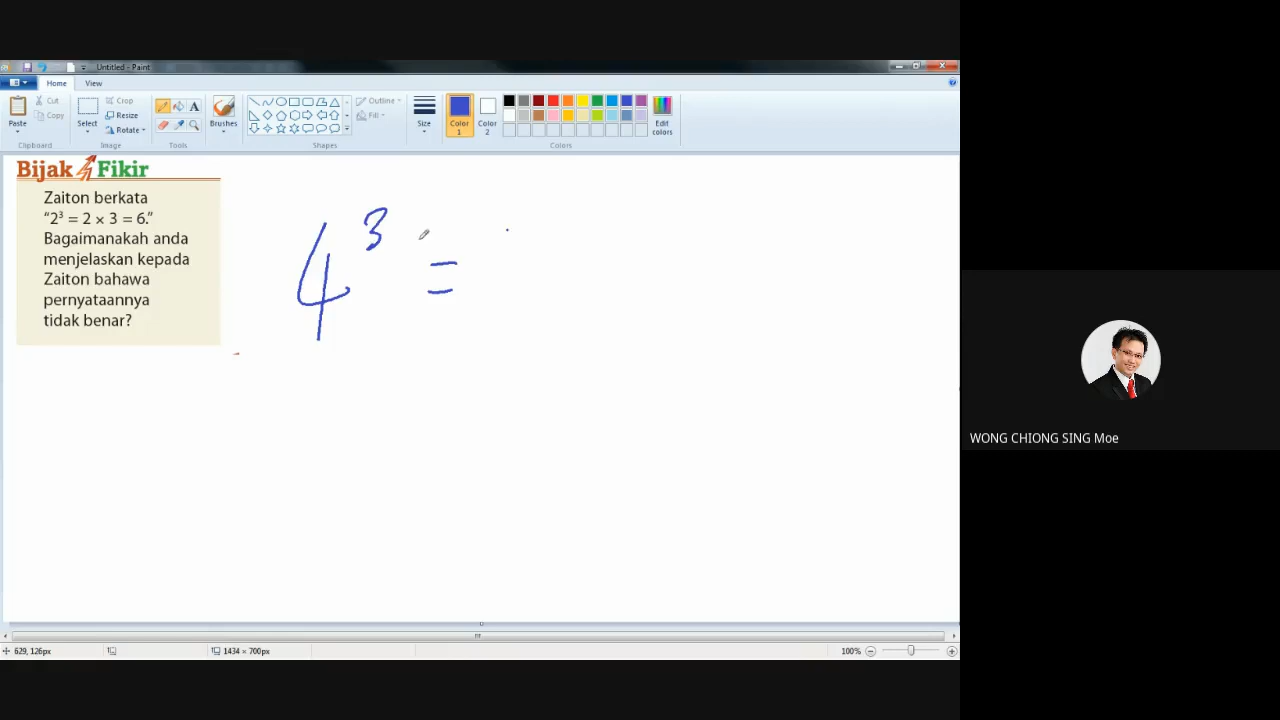 Untitled - Paint
Home View
Paste
Cut
Copy
Clipboard
Select
Crop
Resize
Rotate
Image
A
Tools
Brushes
Outline
Fill
Shapes
Size
Color 1
Color 2
Edit colors
Colors
Bijak Fikir
Zaiton berkata
“2³ = 2 × 3 = 6.”
Bagaimanakah anda
menjelaskan kepada
Zaiton bahawa
pernyataannya
tidak benar?
4³ =
WONG CHIONG SING Moe
629, 126px
1434 × 700px
100%